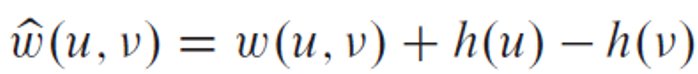 ŵ(u, v) = w(u, v) + h(u) − h(v)